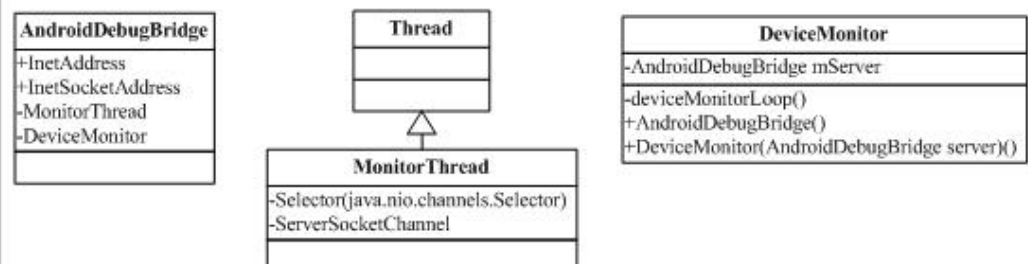 AndroidDebugBridge
+InetAddress
+InetSocketAddress
-MonitorThread
-DeviceMonitor
Thread
MonitorThread
-Selector(java.nio.channels.Selector)
-ServerSocketChannel
DeviceMonitor
-AndroidDebugBridge mServer
-deviceMonitorLoop()
+AndroidDebugBridge()
+DeviceMonitor(AndroidDebugBridge server)()